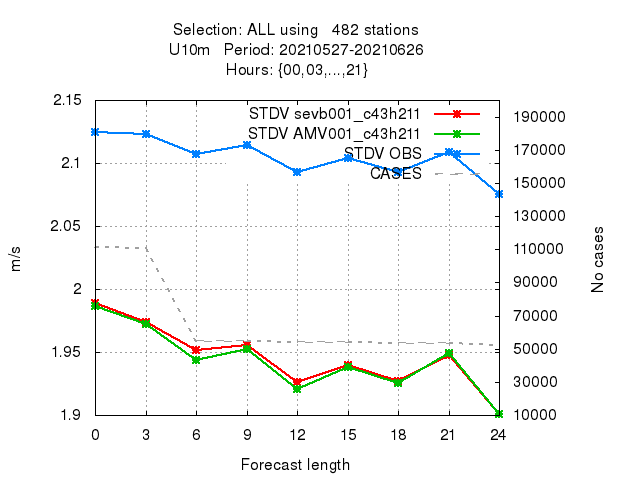 Selection: ALL using   482 stations
U10m   Period: 20210527-20210626
Hours: {00,03,...,21}
STDV sevb001_c43h211
STDV AMV001_c43h211
STDV OBS
CASES
2.15
2.1
2.05
2
1.95
1.9
m/s
190000
170000
150000
130000
110000
90000
70000
50000
30000
10000
No cases
0 3 6 9 12 15 18 21 24
Forecast length